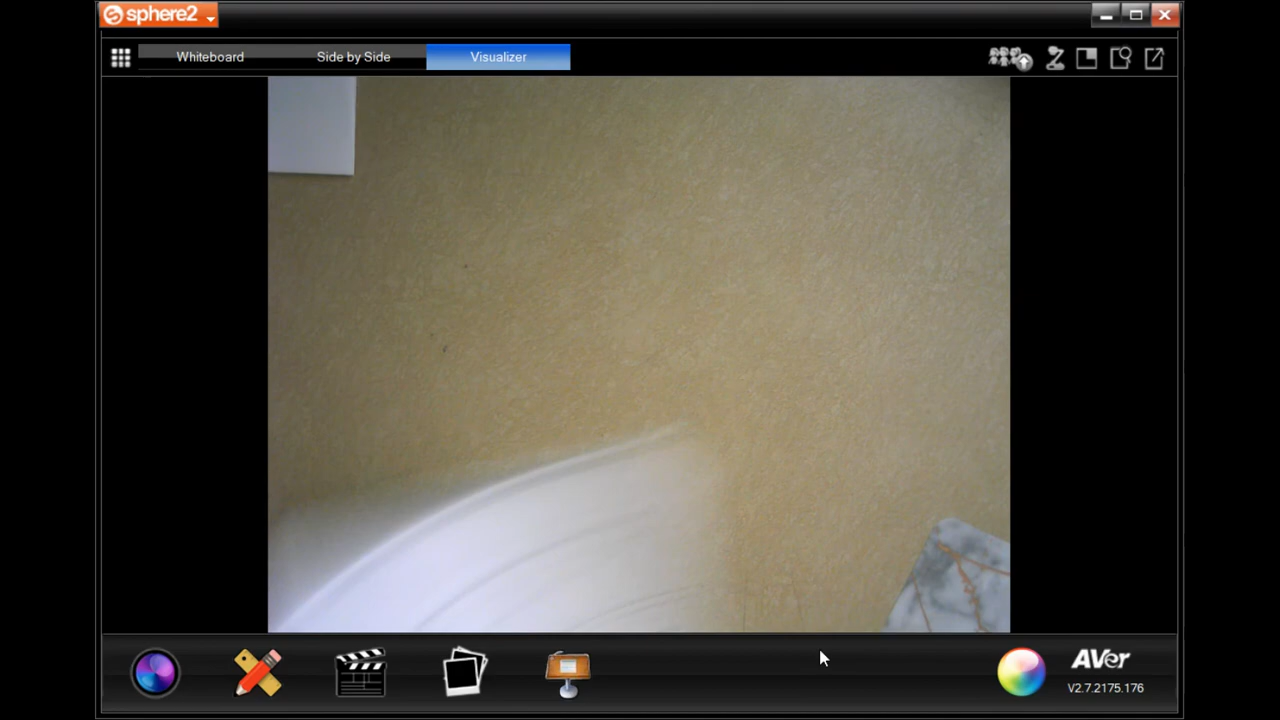 sphere2
Whiteboard
Side by Side
Visualizer
AVer
V2.7.2175.176